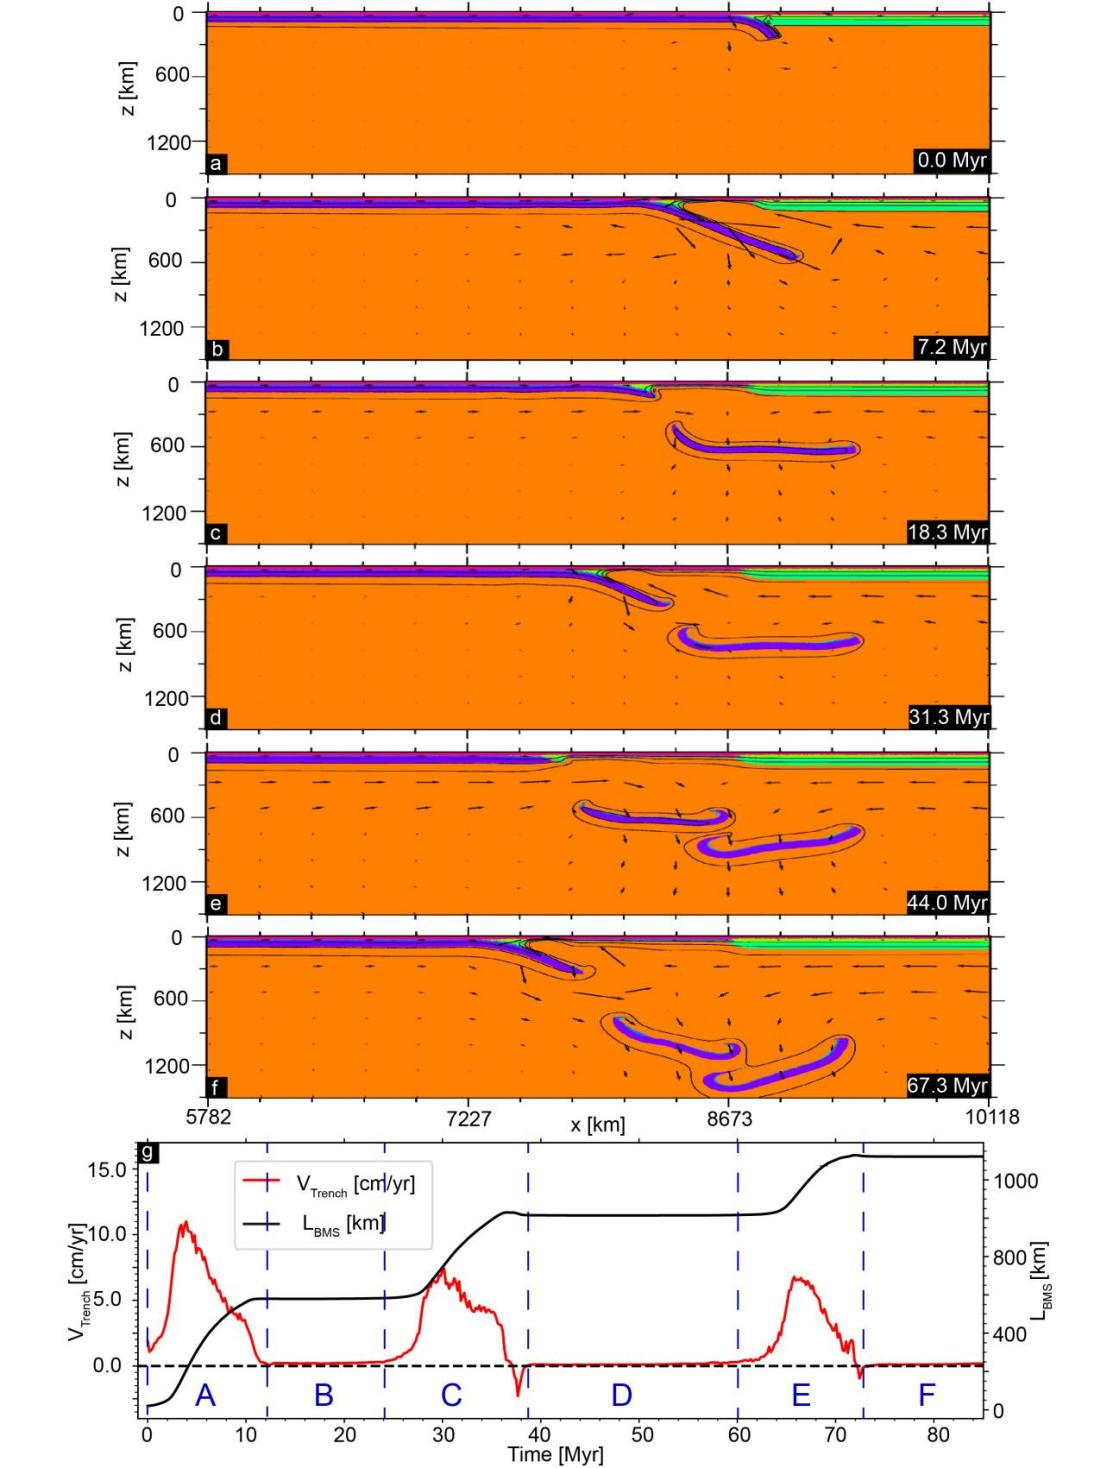 0
600
z [km]
1200
a
0.0 Myr
0
600
z [km]
1200
b
7.2 Myr
0
600
z [km]
1200
c
18.3 Myr
0
600
z [km]
1200
d
31.3 Myr
0
600
z [km]
1200
e
44.0 Myr
0
600
z [km]
1200
f
67.3 Myr
5782 7227 x [km] 8673 10118
g
V_Trench [cm/yr]
L_BMS [km]
15.0
10.0
5.0
0.0
V_Trench [cm/yr]
1000
800
400
0
L_BMS [km]
A B C D E F
0 10 20 30 40 50 60 70 80
Time [Myr]